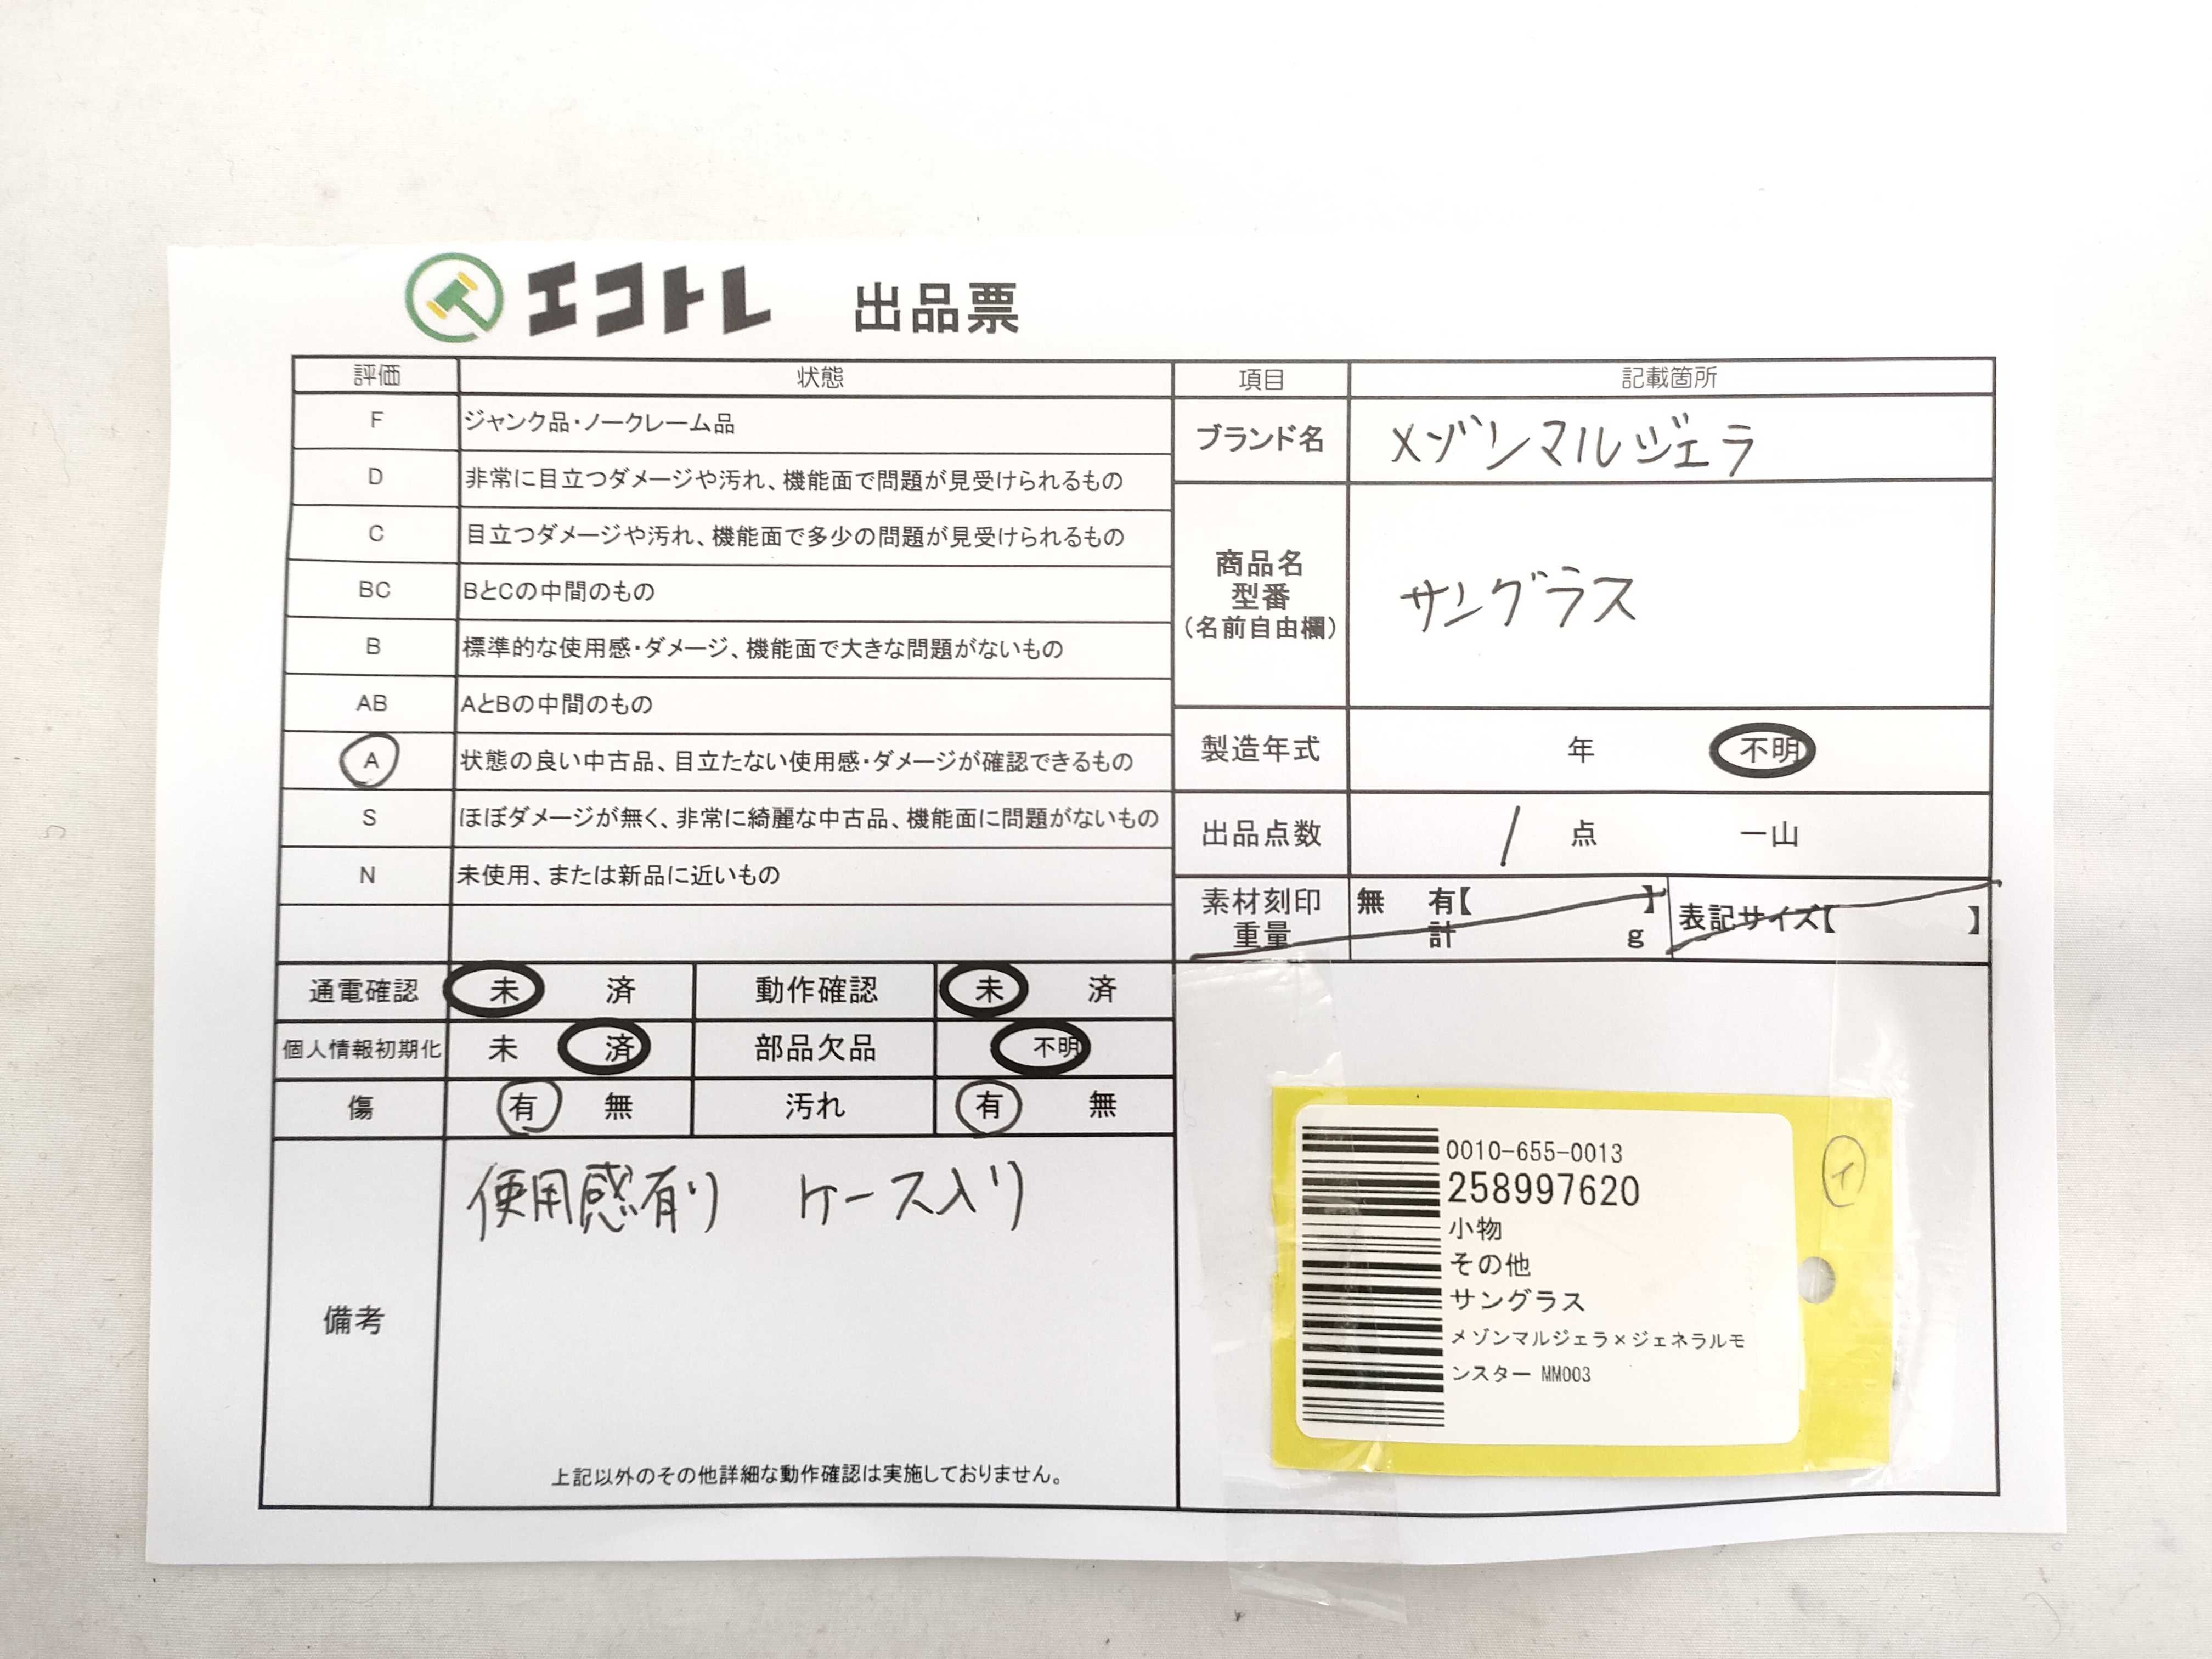 エコトレ 出品票
評価 状態
F ジャンク品・ノークレーム品
D 非常に目立つダメージや汚れ、機能面で問題が見受けられるもの
C 目立つダメージや汚れ、機能面で多少の問題が見受けられるもの
BC BとCの中間のもの
B 標準的な使用感・ダメージ、機能面で大きな問題がないもの
AB AとBの中間のもの
A 状態の良い中古品、目立たない使用感・ダメージが確認できるもの
S ほぼダメージが無く、非常に綺麗な中古品、機能面に問題がないもの
N 未使用、または新品に近いもの
項目 記載箇所
ブランド名 メゾンマルジェラ
商品名
型番
(名前自由欄)
サングラス
製造年式 年 不明
出品点数 1 点 一山
素材刻印 無 有【 】 表記サイズ【 】
重量 計 g
通電確認 未 済 動作確認 未 済
個人情報初期化 未 済 部品欠品 不明
傷 有 無 汚れ 有 無
備考
使用感有り ケース入り
上記以外のその他詳細な動作確認は実施しておりません。
0010-655-0013
258997620
小物
その他
サングラス
メゾンマルジェラ×ジェネラルモ
ンスター MM003
イ